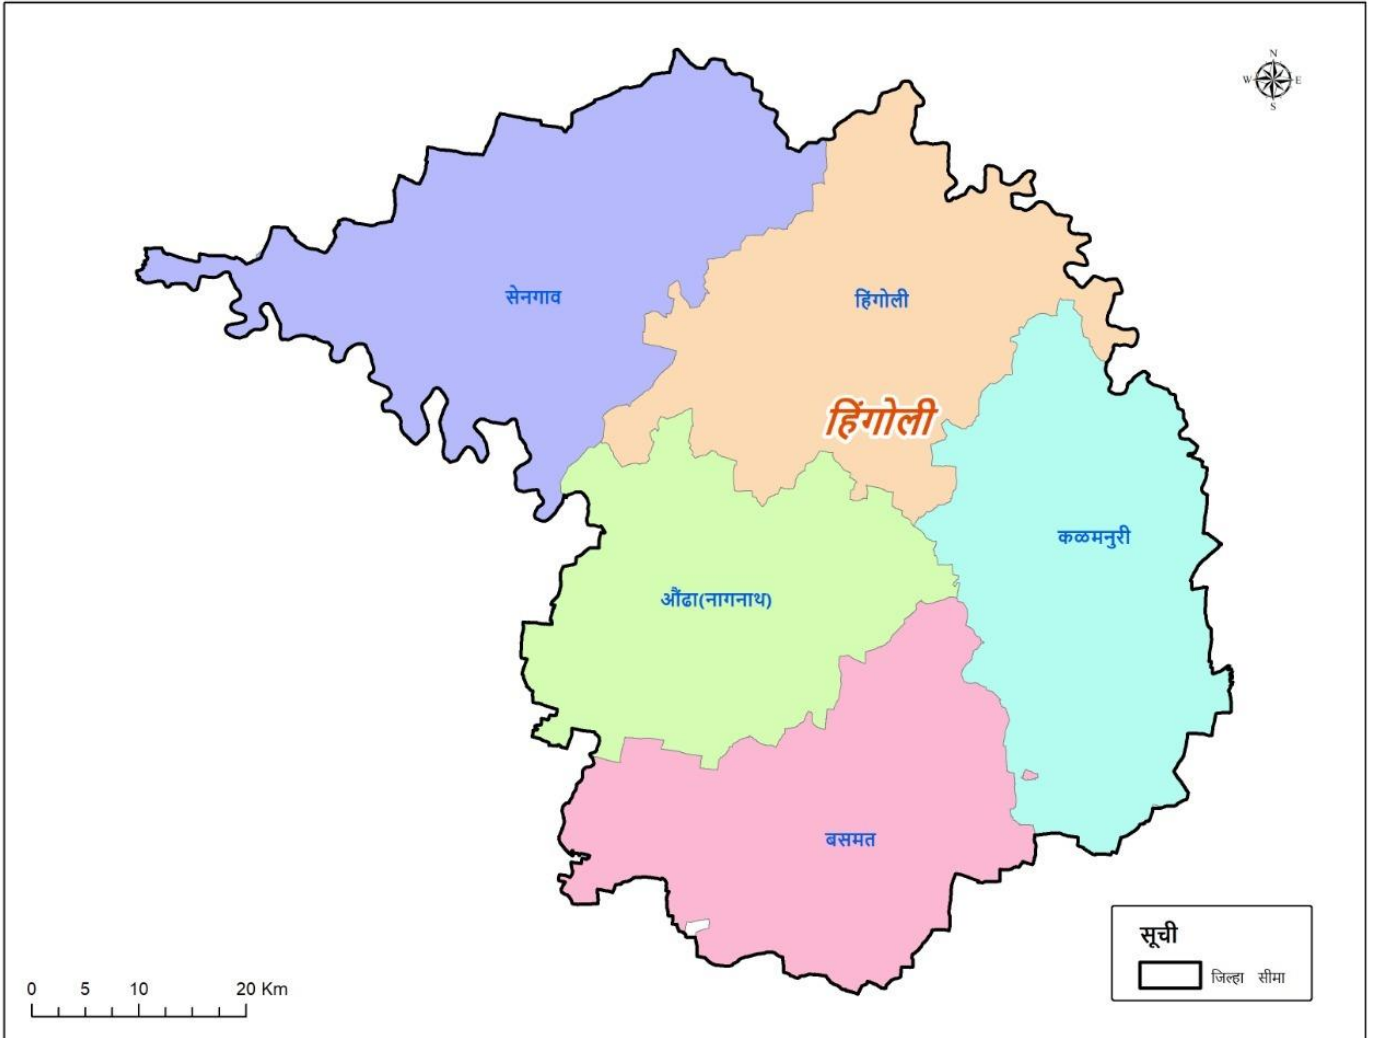 N
W E
S
सेनगाव
हिंगोली
हिंगोली
कळमनुरी
औंढा(नागनाथ)
बसमत
सूची
जिल्हा सीमा
0 5 10 20 Km